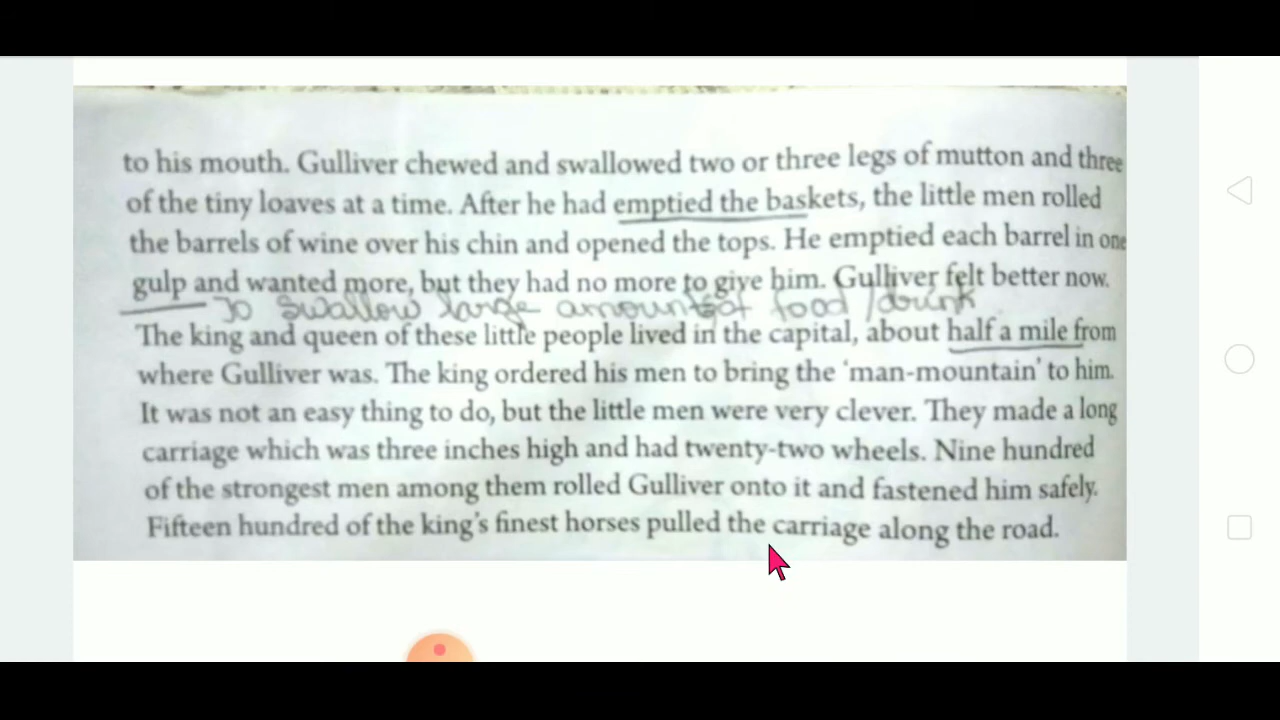 to his mouth. Gulliver chewed and swallowed two or three legs of mutton and three
of the tiny loaves at a time. After he had emptied the baskets, the little men rolled
the barrels of wine over his chin and opened the tops. He emptied each barrel in one
gulp and wanted more, but they had no more to give him. Gulliver felt better now.
To swallow large amount of food / drink
The king and queen of these little people lived in the capital, about half a mile from
where Gulliver was. The king ordered his men to bring the ‘man-mountain’ to him.
It was not an easy thing to do, but the little men were very clever. They made a long
carriage which was three inches high and had twenty-two wheels. Nine hundred
of the strongest men among them rolled Gulliver onto it and fastened him safely.
Fifteen hundred of the king’s finest horses pulled the carriage along the road.